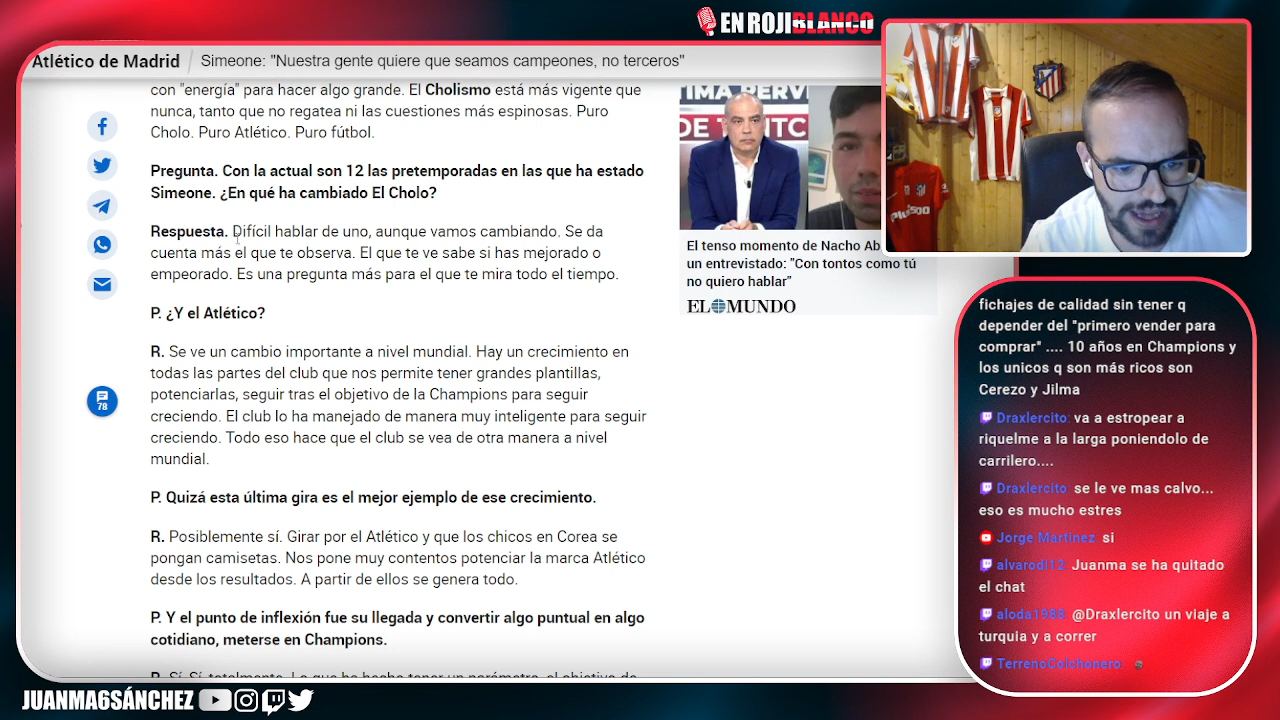 EN ROJIBLANCO
Atlético de Madrid
Simeone: "Nuestra gente quiere que seamos campeones, no terceros"
con "energía" para hacer algo grande. El Cholismo está más vigente que
nunca, tanto que no regatea ni las cuestiones más espinosas. Puro
Cholo. Puro Atlético. Puro fútbol.
Pregunta. Con la actual son 12 las pretemporadas en las que ha estado
Simeone. ¿En qué ha cambiado El Cholo?
Respuesta. Difícil hablar de uno, aunque vamos cambiando. Se da
cuenta más el que te observa. El que te ve sabe si has mejorado o
empeorado. Es una pregunta más para el que te mira todo el tiempo.
P. ¿Y el Atlético?
R. Se ve un cambio importante a nivel mundial. Hay un crecimiento en
todas las partes del club que nos permite tener grandes plantillas,
potenciarlas, seguir tras el objetivo de la Champions para seguir
creciendo. El club lo ha manejado de manera muy inteligente para seguir
creciendo. Todo eso hace que el club se vea de otra manera a nivel
mundial.
78
P. Quizá esta última gira es el mejor ejemplo de ese crecimiento.
R. Posiblemente sí. Girar por el Atlético y que los chicos en Corea se
pongan camisetas. Nos pone muy contentos potenciar la marca Atlético
desde los resultados. A partir de ellos se genera todo.
P. Y el punto de inflexión fue su llegada y convertir algo puntual en algo
cotidiano, meterse en Champions.
El tenso momento de Nacho Ab
un entrevistado: "Con tontos como tú
no quiero hablar"
EL MUNDO
fichajes de calidad sin tener q
depender del "primero vender para
comprar" .... 10 años en Champions y
los unicos q son más ricos son
Cerezo y Jilma
Draxlercito: va a estropear a
riquelme a la larga poniendolo de
carrilero....
Draxlercito: se le ve mas calvo...
eso es mucho estres
Jorge Martinez: si
alvarodl12: Juanma se ha quitado
el chat
aloda1988: @Draxlercito un viaje a
turquia y a correr
TerrenoColchonero:
JUANMA6SÁNCHEZ